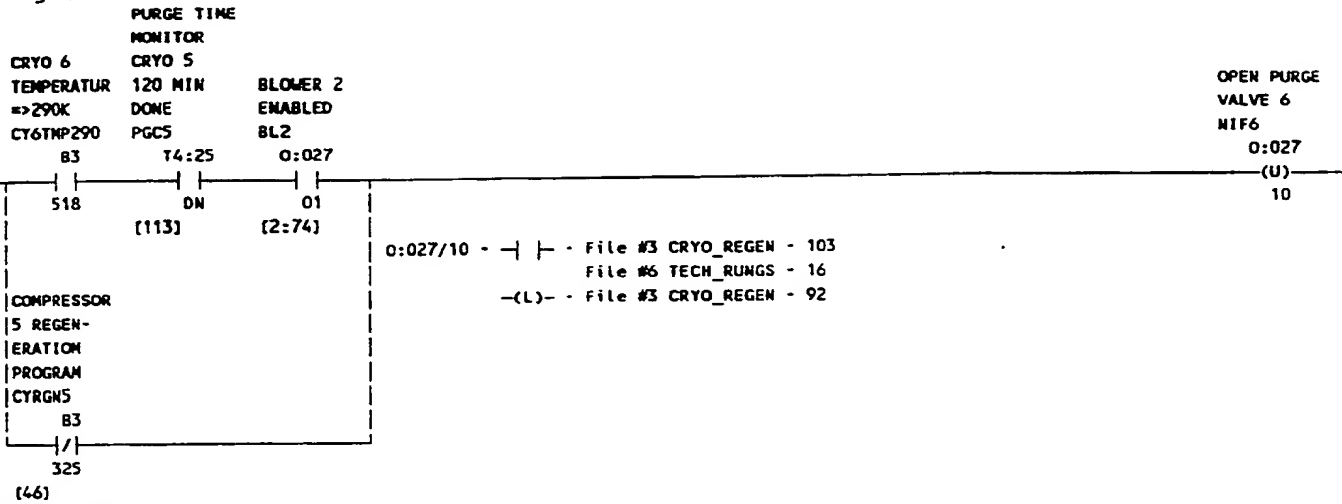 PURGE TIME
MONITOR
CRYO 6 CRYO 5
TEMPERATUR 120 MIN BLOWER 2
=>290K DONE ENABLED
CY6TMP290 PGC5 BL2
B3 T4:25 O:027
518 DN 01
[113] [2:74]
OPEN PURGE
VALVE 6
NIF6
O:027
(U)
10
O:027/10 - ┤ ├ - File #3 CRYO_REGEN - 103
File #6 TECH_RUNGS - 16
-(L)- - File #3 CRYO_REGEN - 92
COMPRESSOR
5 REGEN-
ERATION
PROGRAM
CYRGN5
B3
325
[46]